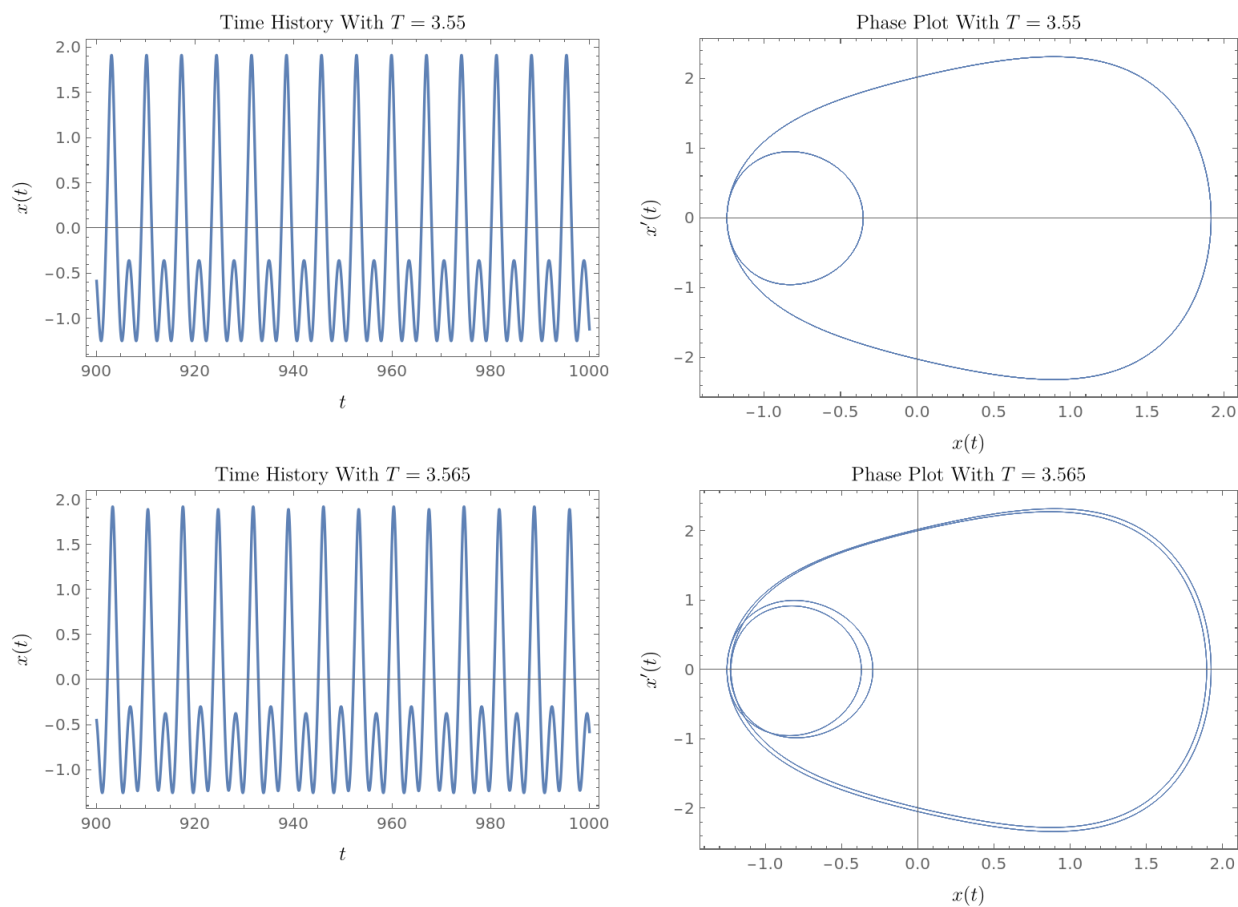 Time History With T = 3.55
2.0
1.5
1.0
0.5
0.0
−0.5
−1.0
x(t)
900 920 940 960 980 1000
t
Phase Plot With T = 3.55
2
1
0
−1
−2
x′(t)
−1.0 −0.5 0.0 0.5 1.0 1.5 2.0
x(t)
Time History With T = 3.565
2.0
1.5
1.0
0.5
0.0
−0.5
−1.0
x(t)
900 920 940 960 980 1000
t
Phase Plot With T = 3.565
2
1
0
−1
−2
x′(t)
−1.0 −0.5 0.0 0.5 1.0 1.5 2.0
x(t)